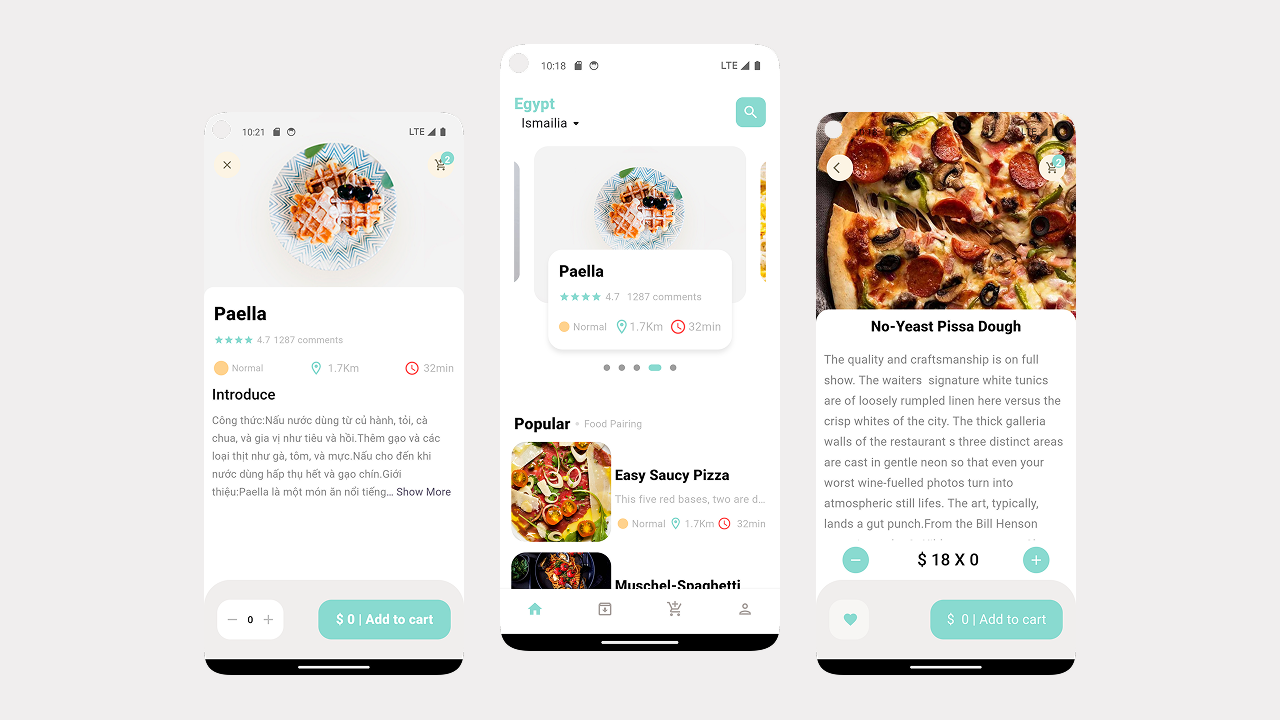 10:21
LTE
2
Paella
4.7 1287 comments
Normal
1.7Km
32min
Introduce
Công thức:Nấu nước dùng từ củ hành, tỏi, cà
chua, và gia vị như tiêu và hồi.Thêm gạo và các
loại thịt như gà, tôm, và mực.Nấu cho đến khi
nước dùng hấp thụ hết và gạo chín.Giới
thiệu:Paella là một món ăn nổi tiếng... Show More
0
$ 0 | Add to cart
10:18
LTE
Egypt
Ismailia
Paella
4.7 1287 comments
Normal
1.7Km
32min
Popular
Food Pairing
Easy Saucy Pizza
This five red bases, two are d...
Normal
1.7Km
32min
Muschel-Spaghetti
LTE
2
No-Yeast Pissa Dough
The quality and craftsmanship is on full
show. The waiters signature white tunics
are of loosely rumpled linen here versus the
crisp whites of the city. The thick galleria
walls of the restaurant s three distinct areas
are cast in gentle neon so that even your
worst wine-fuelled photos turn into
atmospheric still lifes. The art, typically,
lands a gut punch.From the Bill Henson
$ 18 X 0
$ 0 | Add to cart